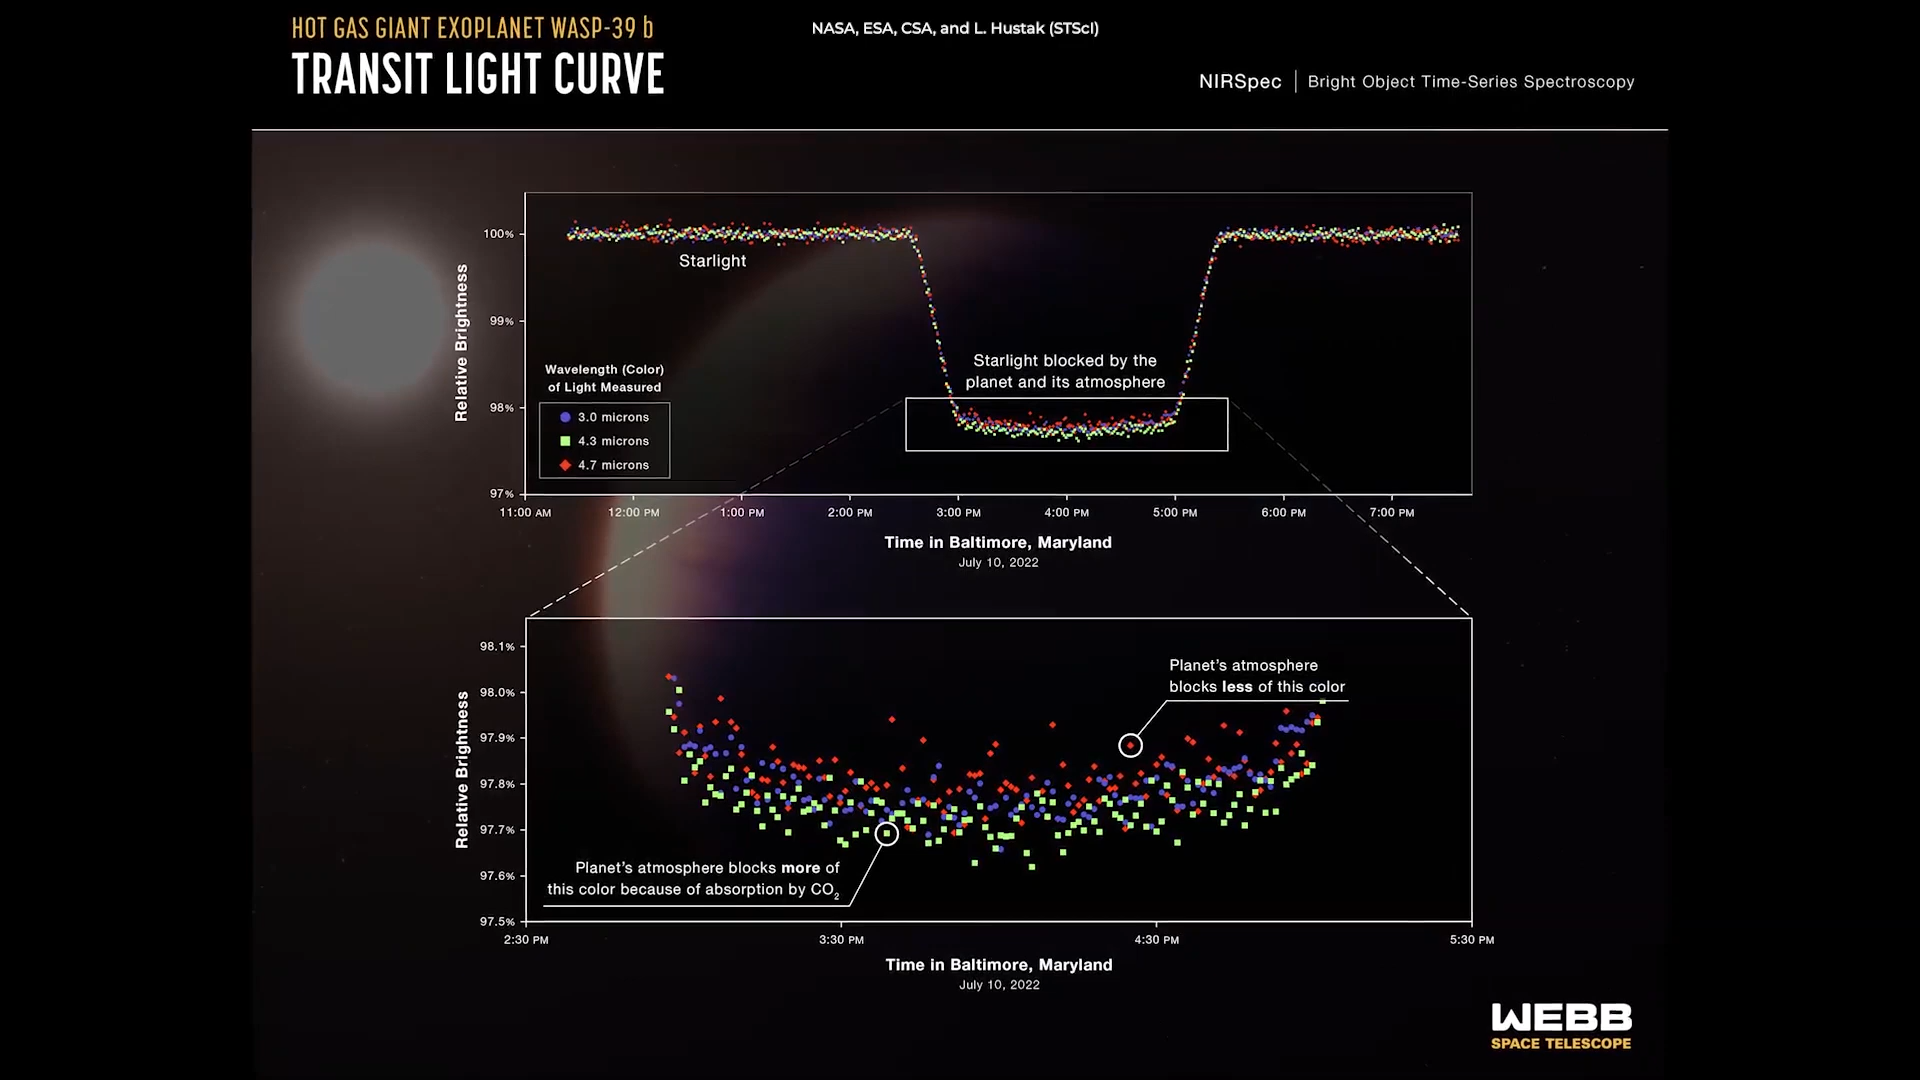 HOT GAS GIANT EXOPLANET WASP-39 b
TRANSIT LIGHT CURVE
NASA, ESA, CSA, and L. Hustak (STScI)
NIRSpec | Bright Object Time-Series Spectroscopy
Relative Brightness
100%
99%
98%
97%
Starlight
Starlight blocked by the
planet and its atmosphere
Wavelength (Color)
of Light Measured
3.0 microns
4.3 microns
4.7 microns
11:00 AM 12:00 PM 1:00 PM 2:00 PM 3:00 PM 4:00 PM 5:00 PM 6:00 PM 7:00 PM
Time in Baltimore, Maryland
July 10, 2022
Relative Brightness
98.1%
98.0%
97.9%
97.8%
97.7%
97.6%
97.5%
Planet's atmosphere
blocks less of this color
Planet's atmosphere blocks more of
this color because of absorption by CO₂
2:30 PM 3:30 PM 4:30 PM 5:30 PM
Time in Baltimore, Maryland
July 10, 2022
WEBB
SPACE TELESCOPE